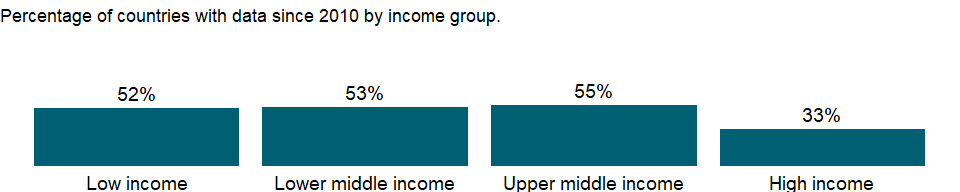 Percentage of countries with data since 2010 by income group.
52% 53% 55% 33%
Low income Lower middle income Upper middle income High income